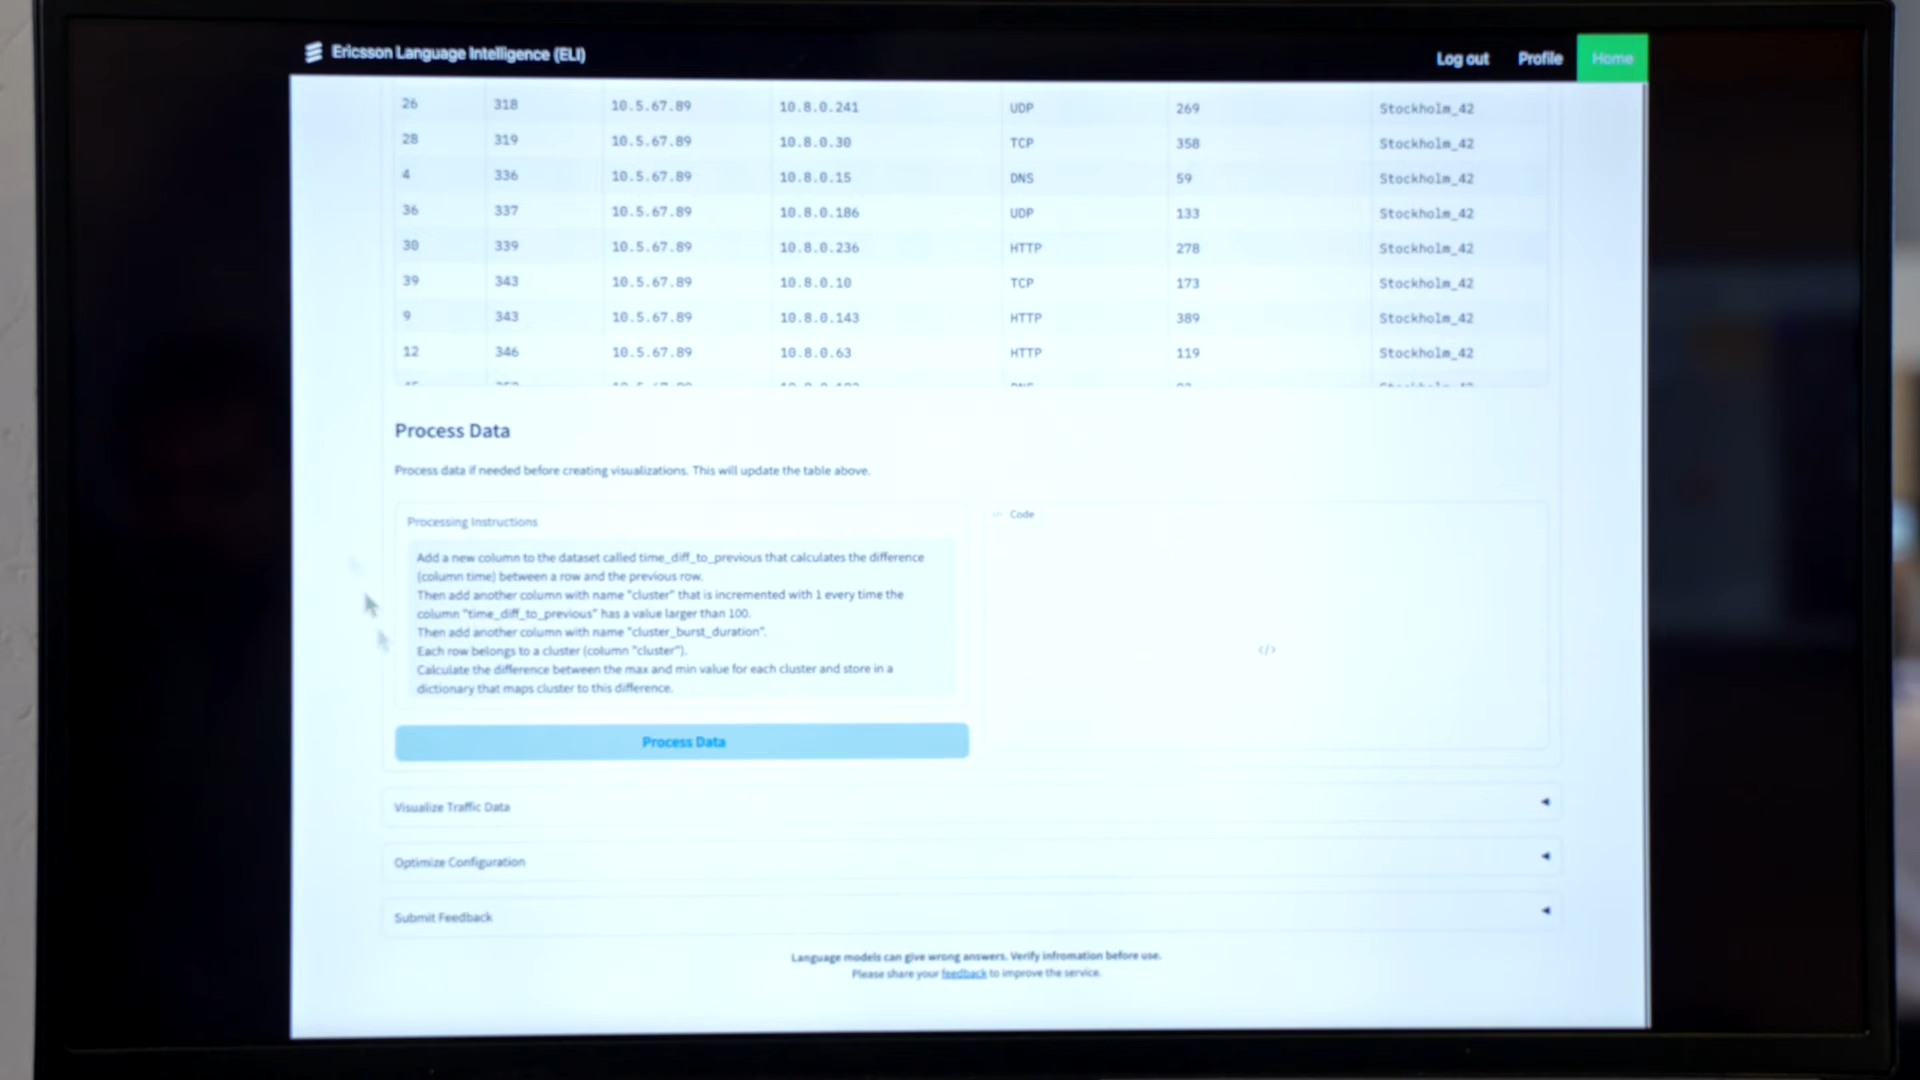 Ericsson Language Intelligence (ELI)
Log out Profile Home
26 318 10.5.67.89 10.8.0.241 UDP 269 Stockholm_42
28 319 10.5.67.89 10.8.0.30 TCP 358 Stockholm_42
4 336 10.5.67.89 10.8.0.15 DNS 59 Stockholm_42
36 337 10.5.67.89 10.8.0.186 UDP 133 Stockholm_42
30 339 10.5.67.89 10.8.0.236 HTTP 278 Stockholm_42
39 343 10.5.67.89 10.8.0.10 TCP 173 Stockholm_42
9 343 10.5.67.89 10.8.0.143 HTTP 389 Stockholm_42
12 346 10.5.67.89 10.8.0.63 HTTP 119 Stockholm_42
Process Data
Process data if needed before creating visualizations. This will update the table above.
Processing Instructions
Add a new column to the dataset called time_diff_to_previous that calculates the difference
(column time) between a row and the previous row.
Then add another column with name "cluster" that is incremented with 1 every time the
column "time_diff_to_previous" has a value larger than 100.
Then add another column with name "cluster_burst_duration".
Each row belongs to a cluster (column "cluster").
Calculate the difference between the max and min value for each cluster and store in a
dictionary that maps cluster to this difference.
Process Data
Code
</>
Visualize Traffic Data
Optimize Configuration
Submit Feedback
Language models can give wrong answers. Verify infromation before use.
Please share your feedback to improve the service.